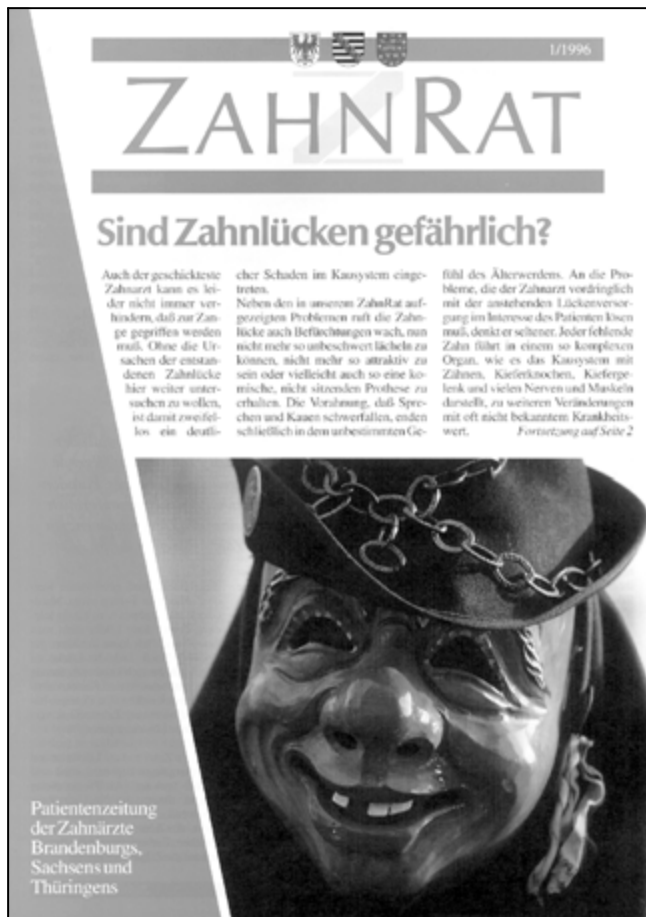 1/1996
ZAHNRAT
Sind Zahnlücken gefährlich?
Auch der geschickteste
Zahnarzt kann es lei-
der nicht immer ver-
hindern, daß zur Zan-
ge gegriffen werden
muß. Ohne die Ur-
sachen der entstan-
denen Zahnlücke
hier weiter unter-
suchen zu wollen,
ist damit zweifel-
los ein deutli-
cher Schaden im Kausystem einge-
treten.
Neben den in unserem ZahnRat auf-
gezeigten Problemen ruft die Zahn-
lücke auch Befürchtungen wach, nun
nicht mehr so unbeschwert lächeln zu
können, nicht mehr so attraktiv zu
sein oder vielleicht auch so eine ko-
mische, nicht sitzenden Prothese zu
erhalten. Die Vorahnung, daß Spre-
chen und Kauen schwerfallen, enden
schließlich in dem unbestimmten Ge-
fühl des Älterwerdens. An die Pro-
bleme, die der Zahnarzt vordringlich
mit der anstehenden Lückenversor-
gung im Interesse des Patienten lösen
muß, denkt er seltener. Jeder fehlende
Zahn führt in einem so komplexen
Organ, wie es das Kausystem mit
Zähnen, Kieferknochen, Kieferge-
lenk und vielen Nerven und Muskeln
darstellt, zu weiteren Veränderungen
mit oft nicht bekanntem Krankheits-
wert. Fortsetzung auf Seite 2
Patientenzeitung
der Zahnärzte
Brandenburgs,
Sachsens und
Thüringens